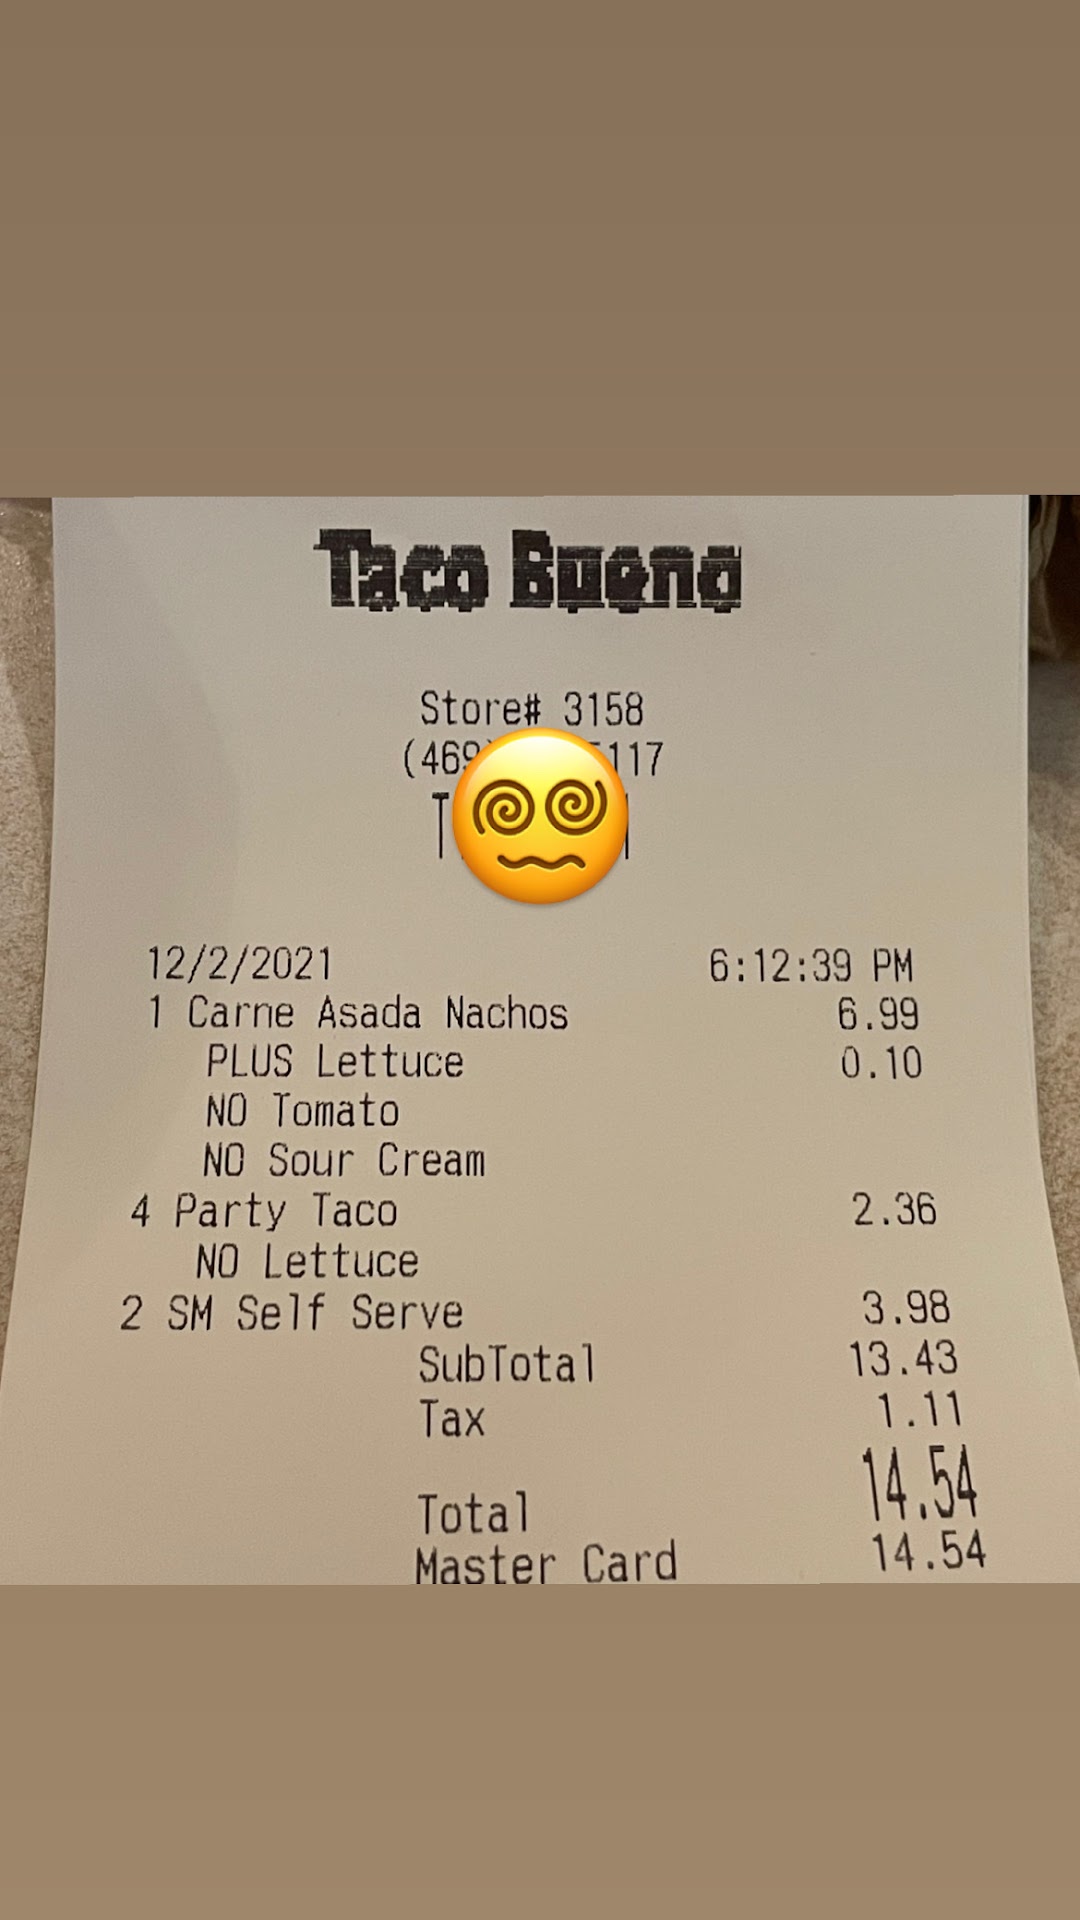 Taco Bueno
Store# 3158
(469) 117
12/2/2021 6:12:39 PM
1 Carne Asada Nachos 6.99
PLUS Lettuce 0.10
NO Tomato
NO Sour Cream
4 Party Taco 2.36
NO Lettuce
2 SM Self Serve 3.98
SubTotal 13.43
Tax 1.11
Total 14.54
Master Card 14.54